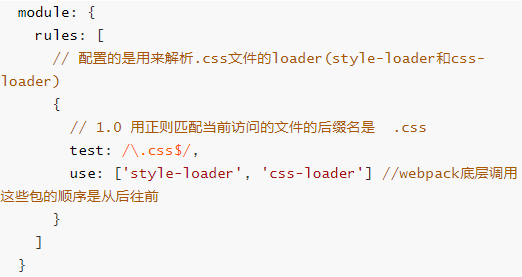 module: {
rules: [
// 配置的是用来解析.css文件的loader(style-loader和css-
loader)
{
// 1.0 用正则匹配当前访问的文件的后缀名是  .css
test: /\.css$/,
use: ['style-loader', 'css-loader'] //webpack底层调用
这些包的顺序是从后往前
}
]
}